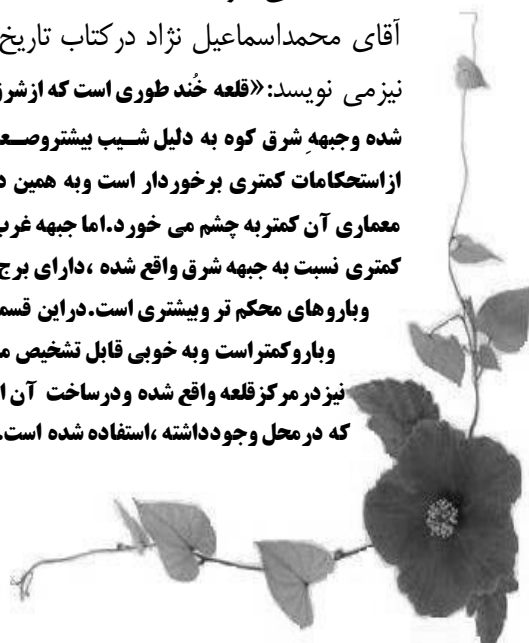 آقای محمداسماعیل نژاد درکتاب تاریخ
نیزمی نویسد:«قلعه خُند طوری است که ازشرق
شده وجبههِ شرق کوه به دلیل شــیب بیشتروصــع
ازاستحکامات کمتری برخوردار است وبه همین د
معماری آن کمتربه چشم می خورد.اما جبهه غرب
کمتری نسبت به جبهه شرق واقع شده ،دارای برج
وباروهای محکم تر وبیشتری است.دراین قسم
وباروکمتراست وبه خوبی قابل تشخیص م
نیزدرمرکزقلعه واقع شده ودرساخت آن ا
که درمحل وجودداشته ،استفاده شده است.